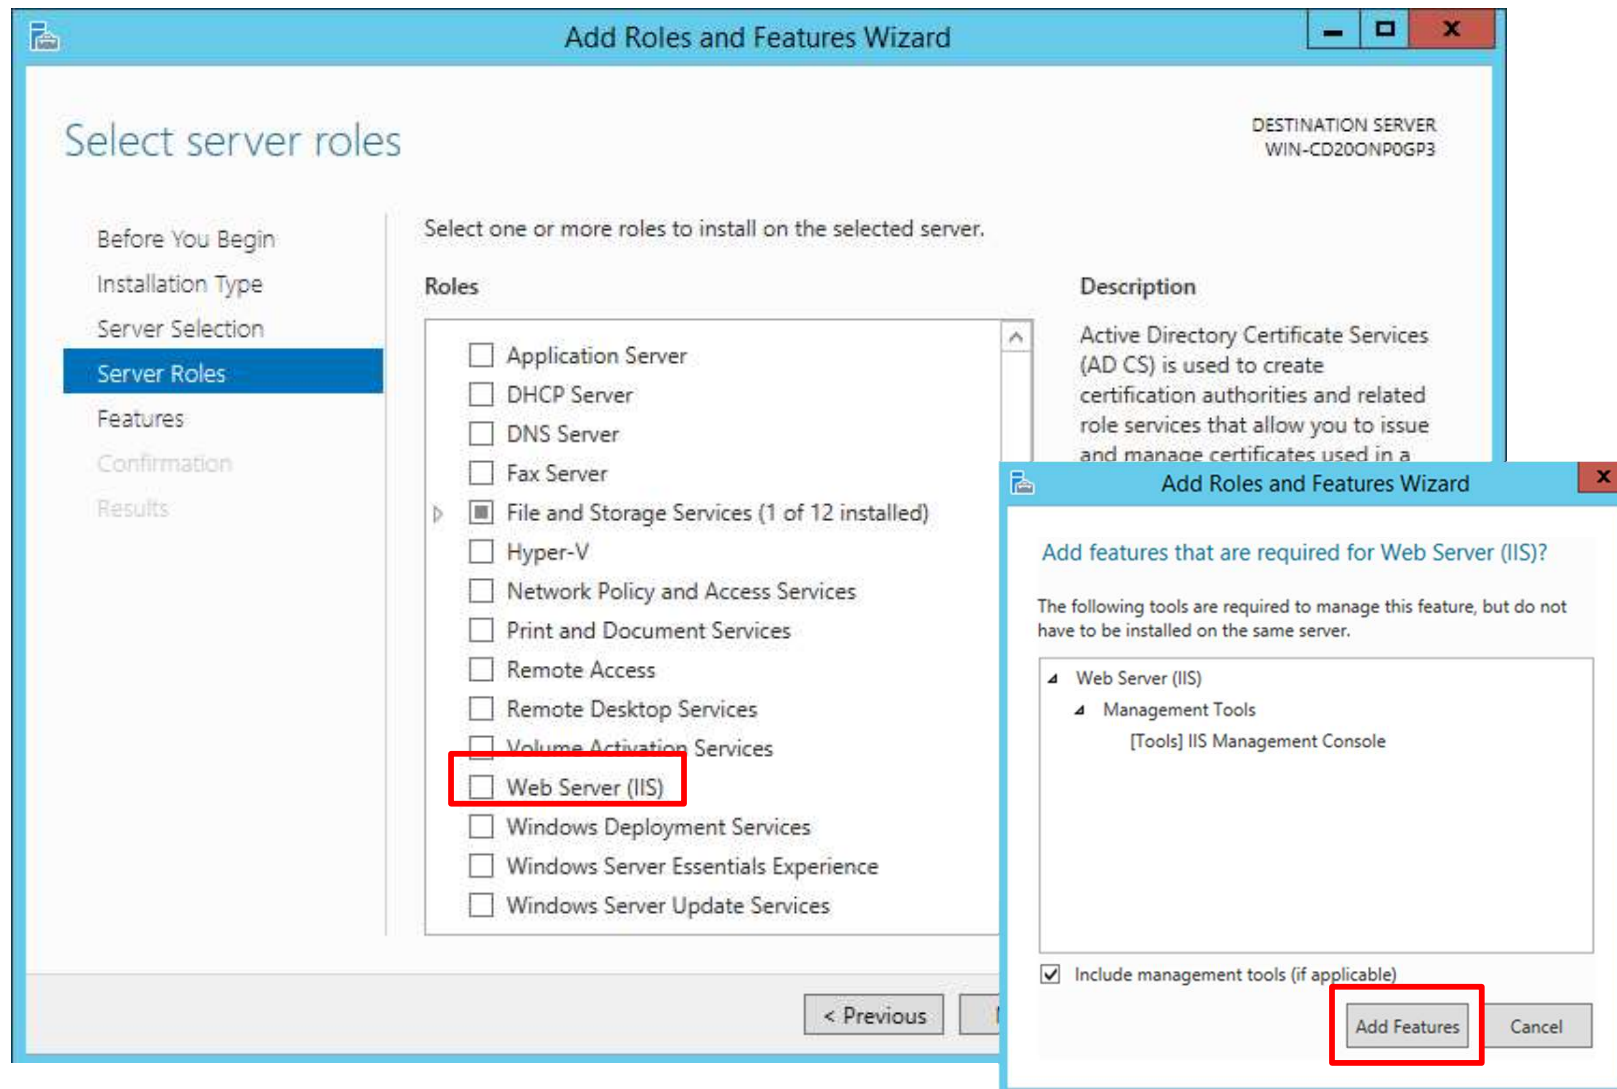 Add Roles and Features Wizard
x
Select server roles
DESTINATION SERVER
WIN-CD20ONP0GP3
Before You Begin
Installation Type
Server Selection
Server Roles
Features
Confirmation
Results
Select one or more roles to install on the selected server.
Roles
Application Server
DHCP Server
DNS Server
Fax Server
File and Storage Services (1 of 12 installed)
Hyper-V
Network Policy and Access Services
Print and Document Services
Remote Access
Remote Desktop Services
Volume Activation Services
Web Server (IIS)
Windows Deployment Services
Windows Server Essentials Experience
Windows Server Update Services
Description
Active Directory Certificate Services
(AD CS) is used to create
certification authorities and related
role services that allow you to issue
and manage certificates used in a
< Previous
Add Roles and Features Wizard
x
Add features that are required for Web Server (IIS)?
The following tools are required to manage this feature, but do not
have to be installed on the same server.
Web Server (IIS)
Management Tools
[Tools] IIS Management Console
Include management tools (if applicable)
Add Features
Cancel